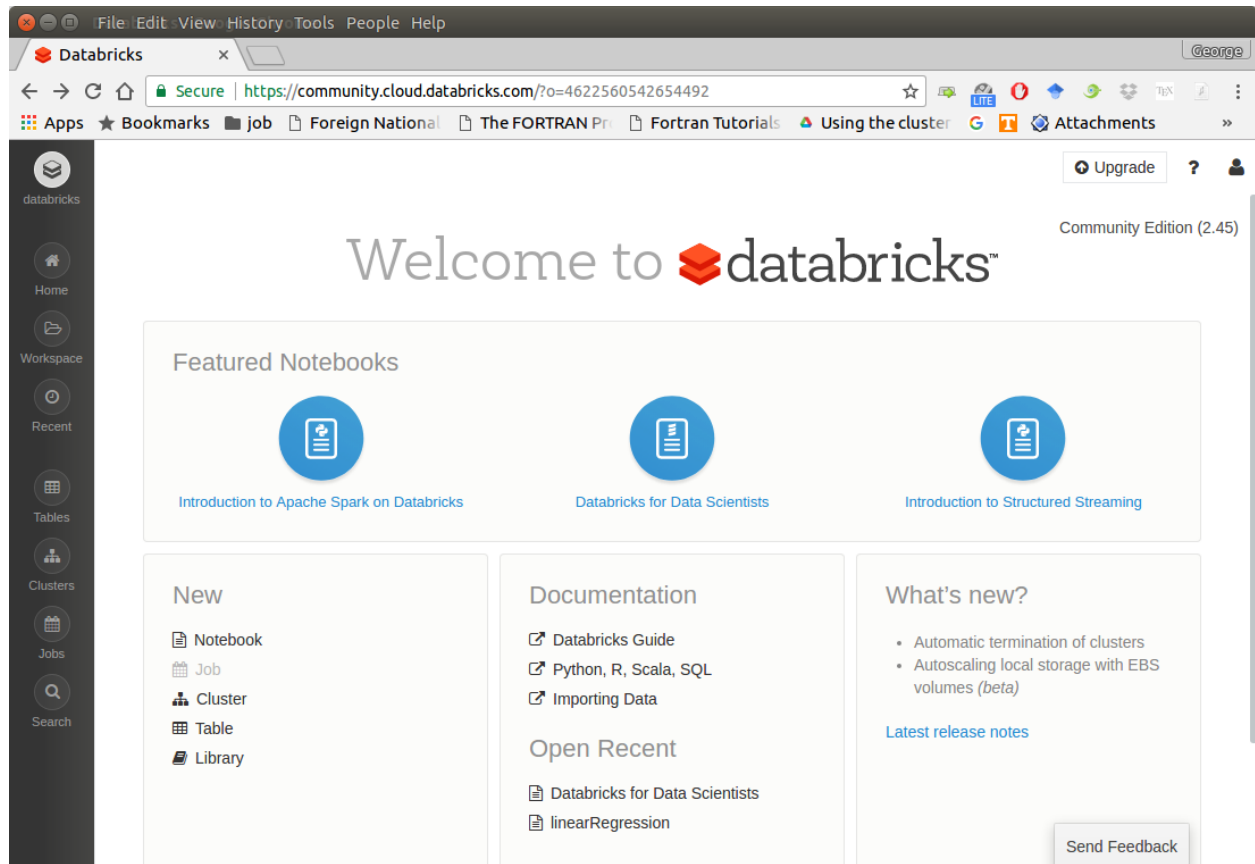 File Edit View History Tools People Help
Databricks
George
Secure | https://community.cloud.databricks.com/?o=4622560542654492
LITE
TEX
Apps Bookmarks job Foreign National The FORTRAN Pr Fortran Tutorials Using the cluster G T Attachments »
databricks
Upgrade ?
Community Edition (2.45)
Welcome to databricks™
Home
Workspace
Recent
Tables
Clusters
Jobs
Search
Featured Notebooks
Introduction to Apache Spark on Databricks
Databricks for Data Scientists
Introduction to Structured Streaming
New
Notebook
Job
Cluster
Table
Library
Documentation
Databricks Guide
Python, R, Scala, SQL
Importing Data
Open Recent
Databricks for Data Scientists
linearRegression
What's new?
• Automatic termination of clusters
• Autoscaling local storage with EBS
volumes (beta)
Latest release notes
Send Feedback